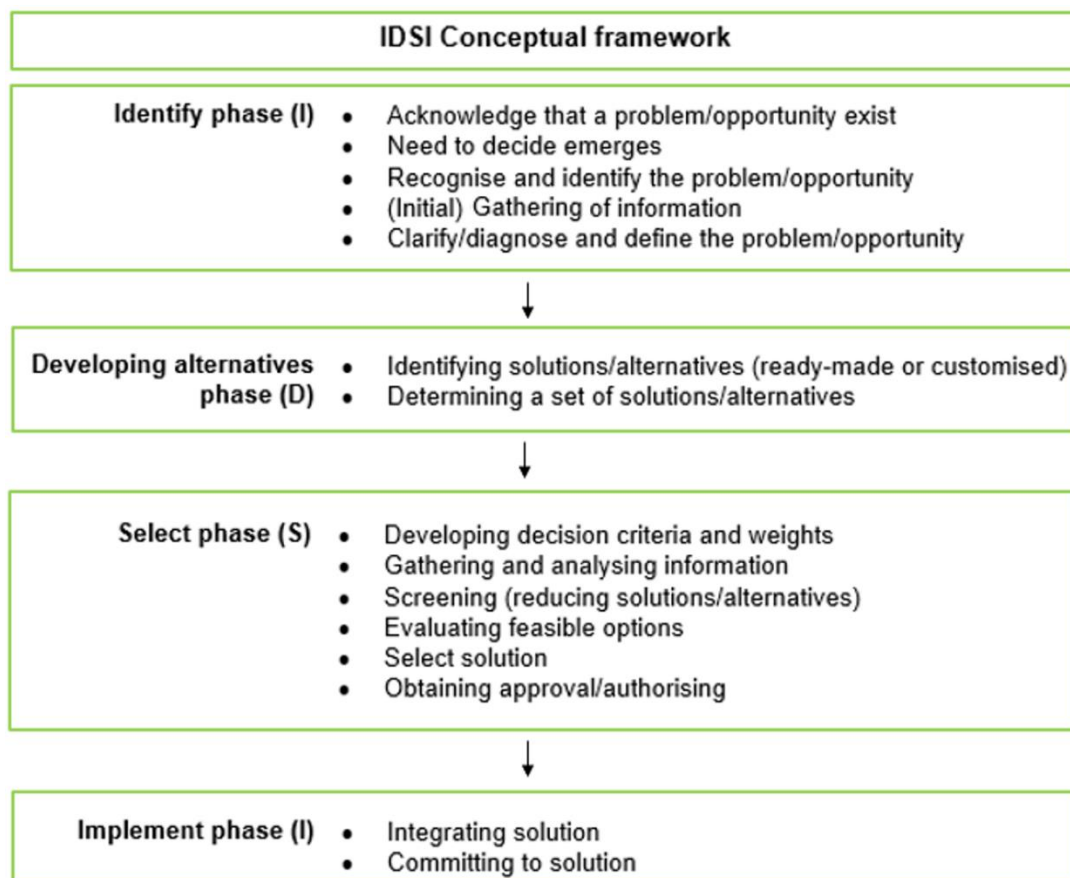 IDSI Conceptual framework
Identify phase (I) • Acknowledge that a problem/opportunity exist
• Need to decide emerges
• Recognise and identify the problem/opportunity
• (Initial) Gathering of information
• Clarify/diagnose and define the problem/opportunity
Developing alternatives • Identifying solutions/alternatives (ready-made or customised)
phase (D) • Determining a set of solutions/alternatives
Select phase (S) • Developing decision criteria and weights
• Gathering and analysing information
• Screening (reducing solutions/alternatives)
• Evaluating feasible options
• Select solution
• Obtaining approval/authorising
Implement phase (I) • Integrating solution
• Committing to solution